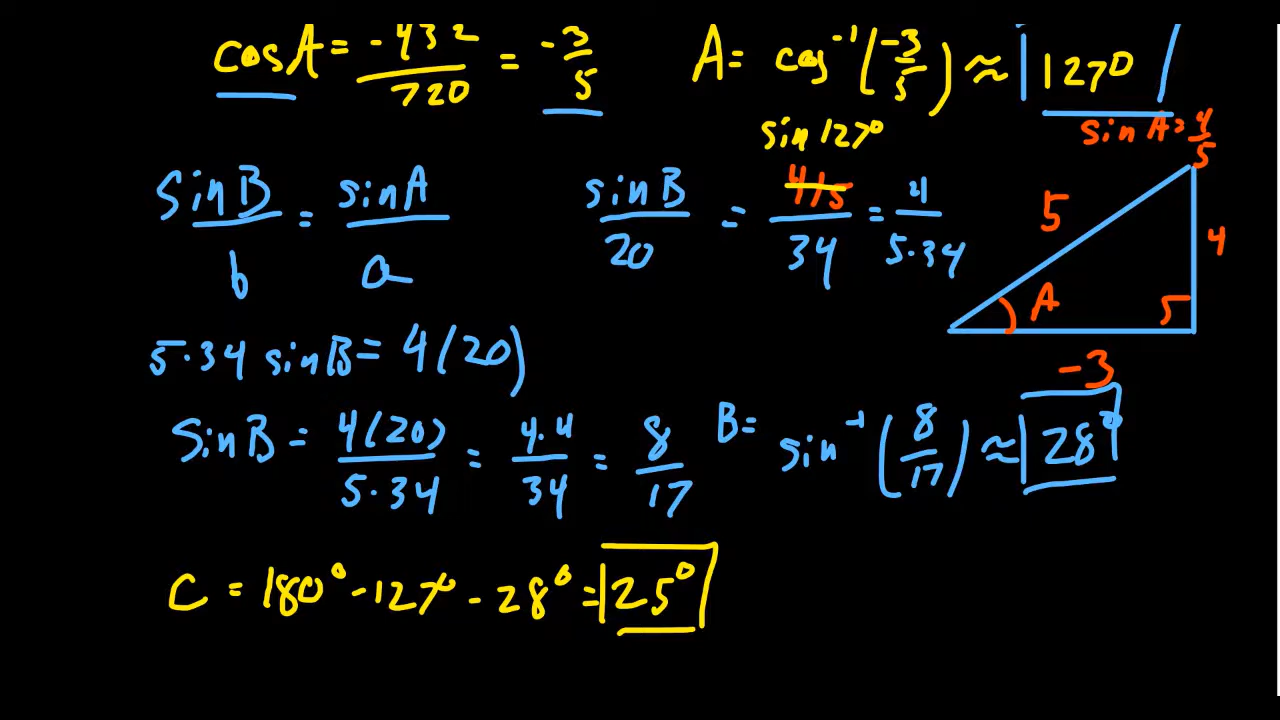 cosA = -432/720 = -3/5   A = cos⁻¹(-3/5) ≈ 127°
sin 127°   sin A = 4/5
sinB/b = sinA/a   sinB/20 = 4/5/34 = 4/5·34
5
4
A
5
-3
5·34 sinB = 4(20)
SinB = 4(20)/5·34 = 4·4/34 = 8/17   B = sin⁻¹(8/17) ≈ 28°
C = 180° - 127° - 28° = 25°